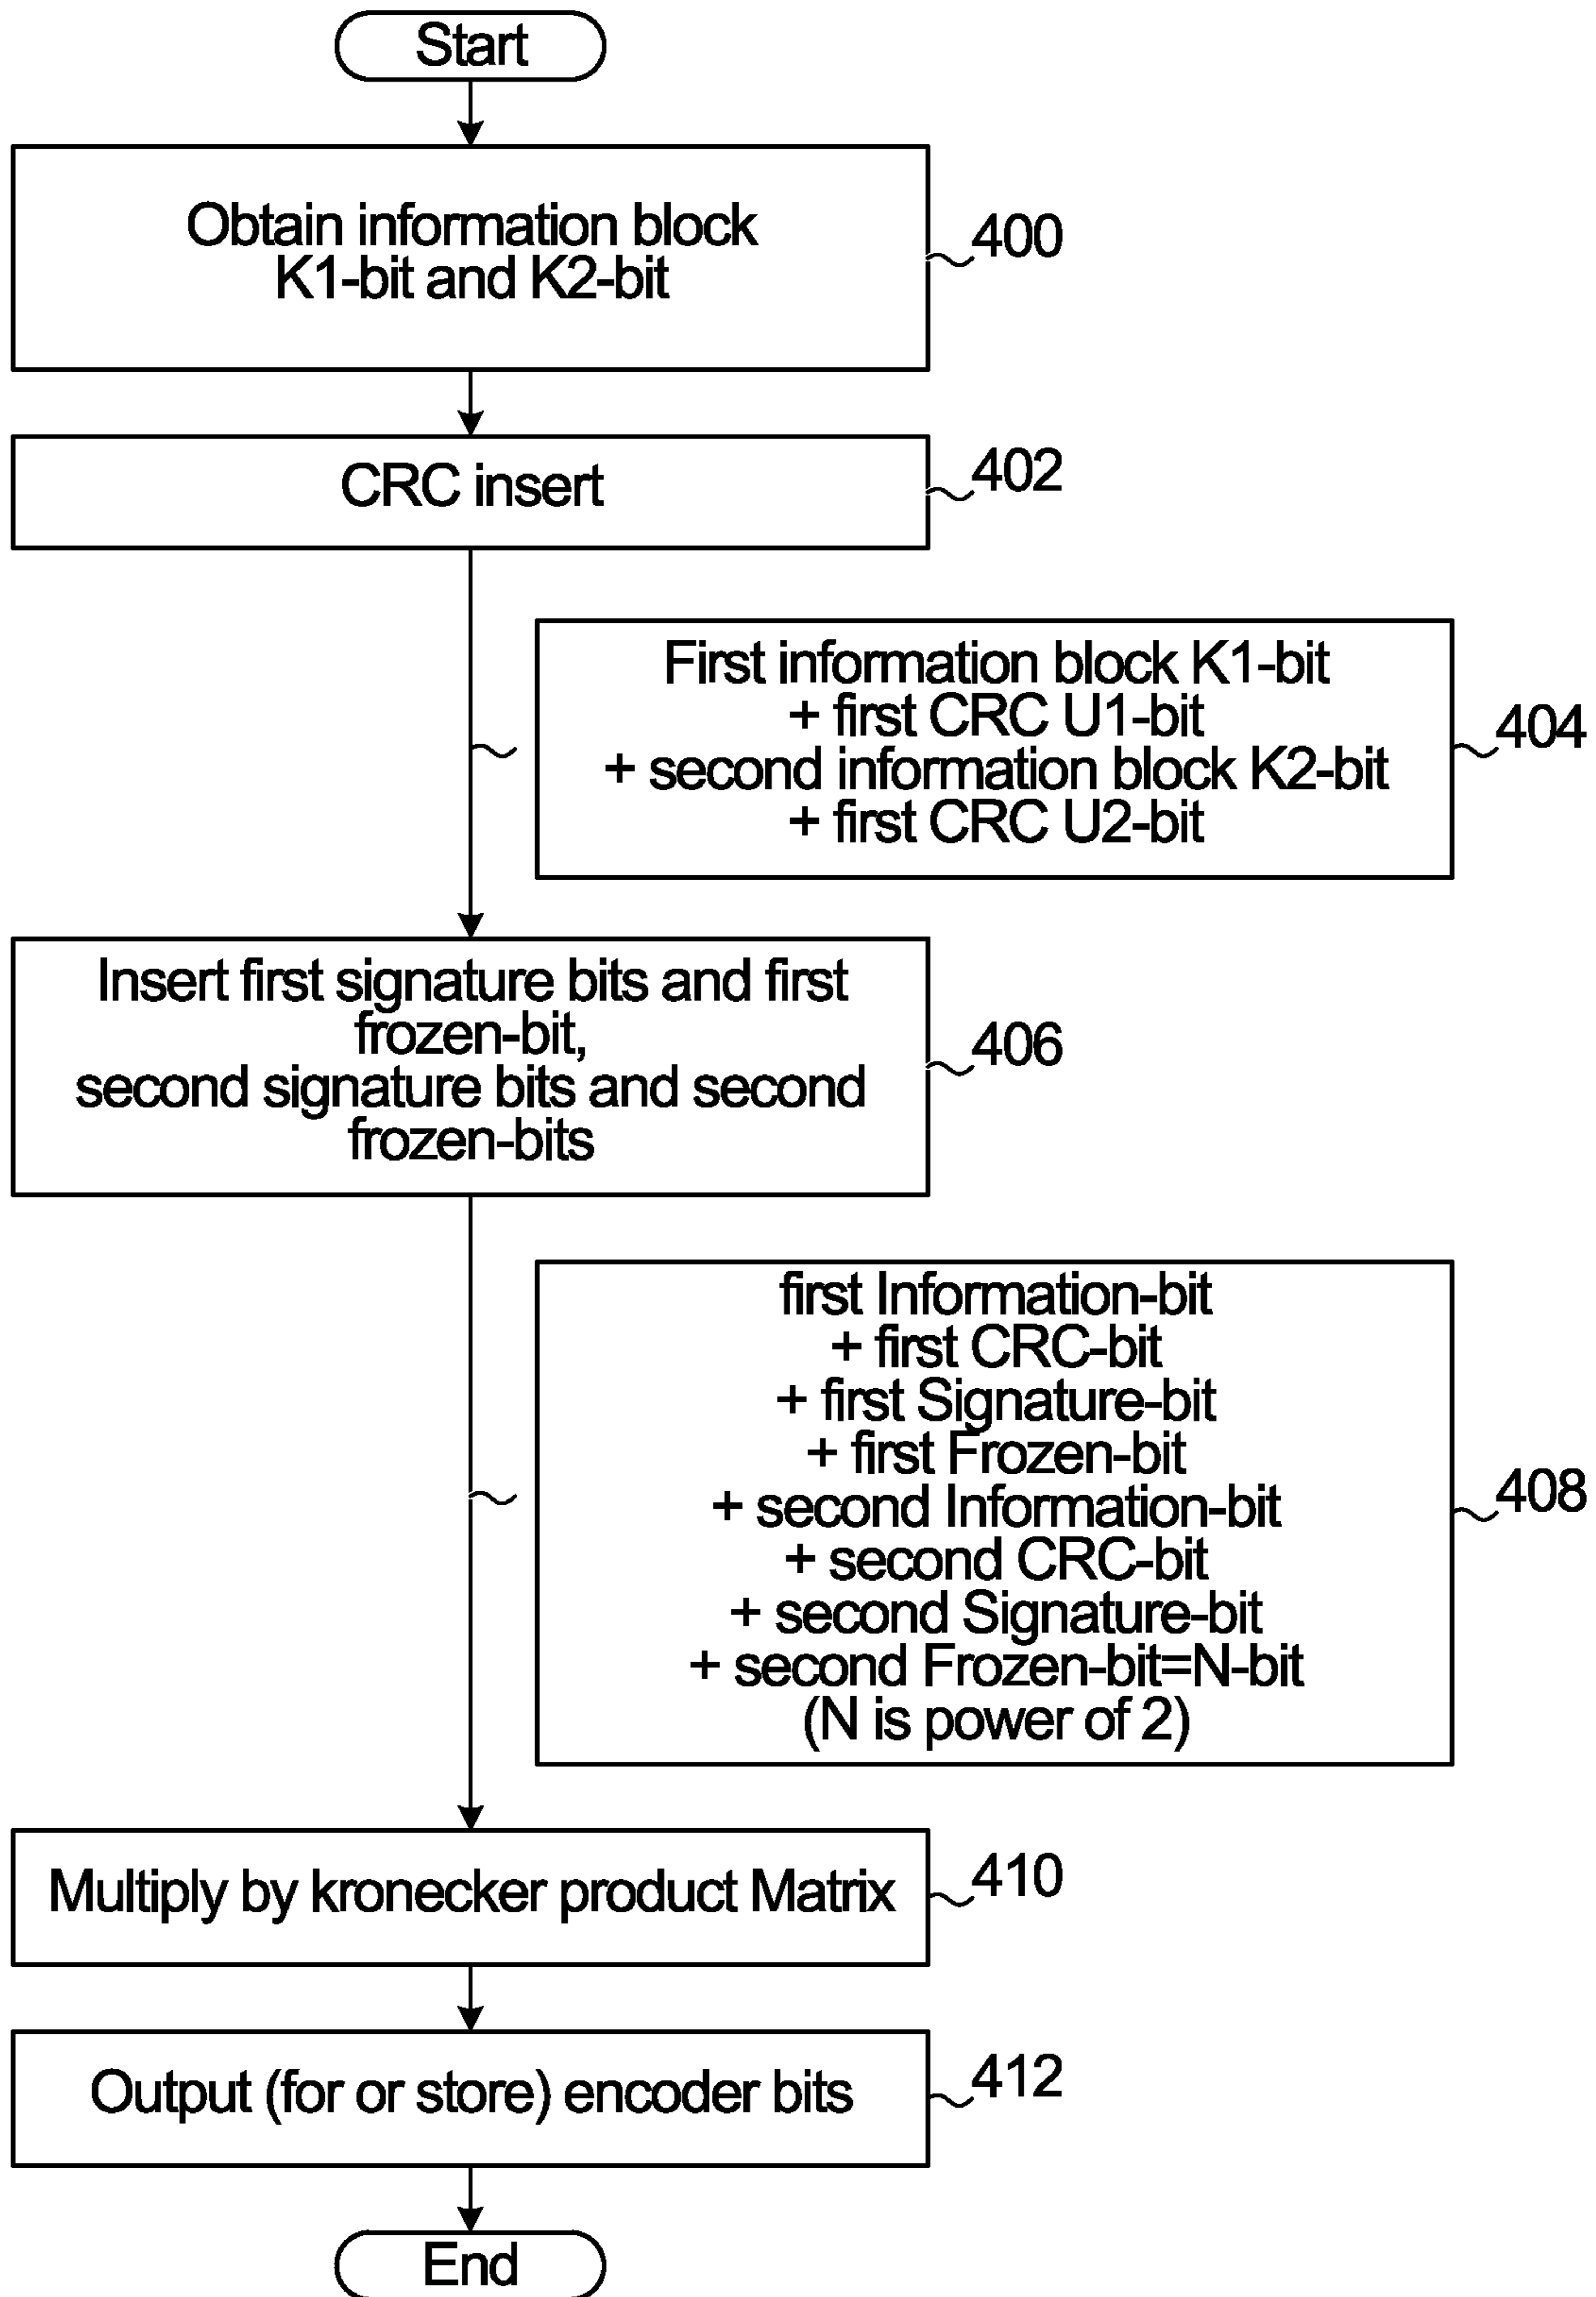 Start
Obtain information block
K1-bit and K2-bit
400
CRC insert
402
First information block K1-bit
+ first CRC U1-bit
+ second information block K2-bit
+ first CRC U2-bit
404
Insert first signature bits and first
frozen-bit,
second signature bits and second
frozen-bits
406
first Information-bit
+ first CRC-bit
+ first Signature-bit
+ first Frozen-bit
+ second Information-bit
+ second CRC-bit
+ second Signature-bit
+ second Frozen-bit=N-bit
(N is power of 2)
408
Multiply by kronecker product Matrix
410
Output (for or store) encoder bits
412
End